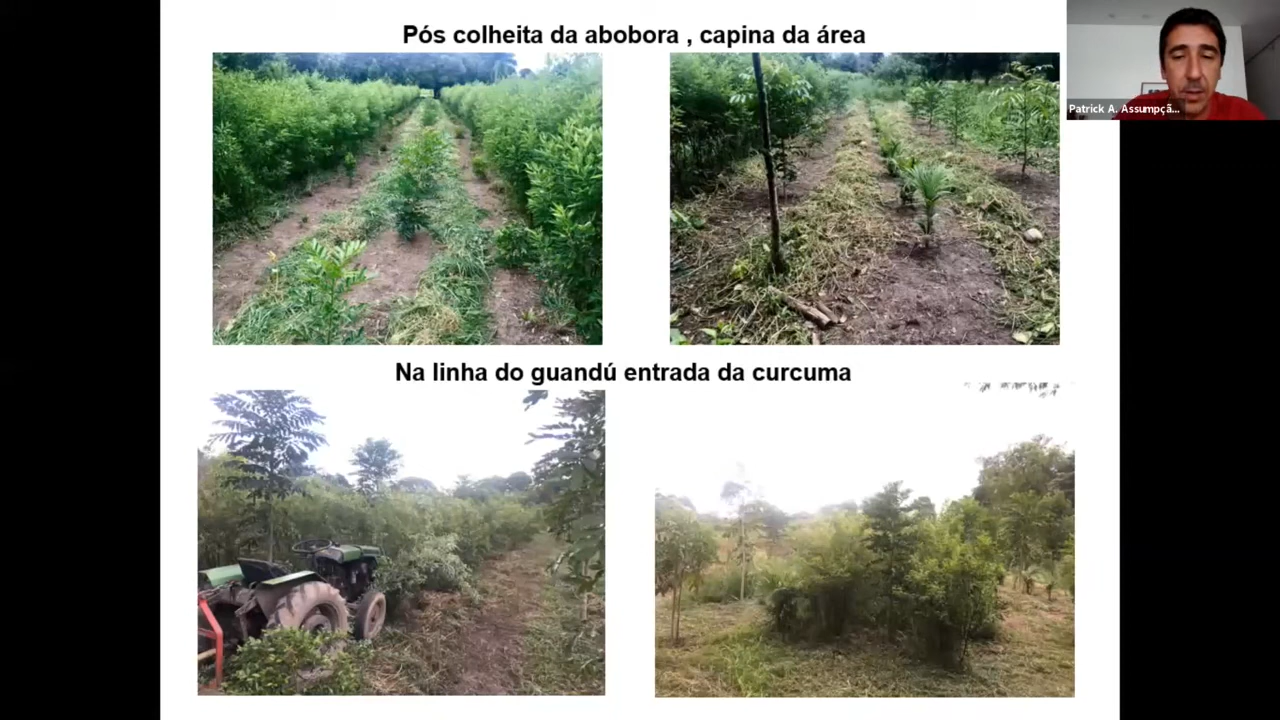 Pós colheita da abobora , capina da área
Patrick A. Assumpçã...
Na linha do guandú entrada da curcuma